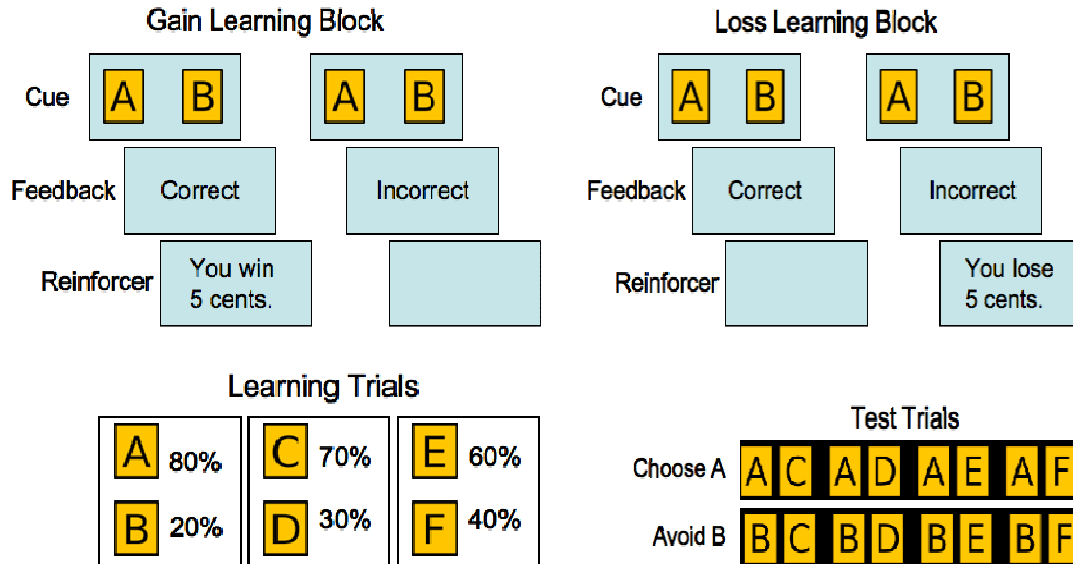 Gain Learning Block
Cue A B A B
Feedback Correct Incorrect
Reinforcer You win
5 cents.
Loss Learning Block
Cue A B A B
Feedback Correct Incorrect
Reinforcer You lose
5 cents.
Learning Trials
A 80% C 70% E 60%
B 20% D 30% F 40%
Test Trials
Choose A A C A D A E A F
Avoid B B C B D B E B F